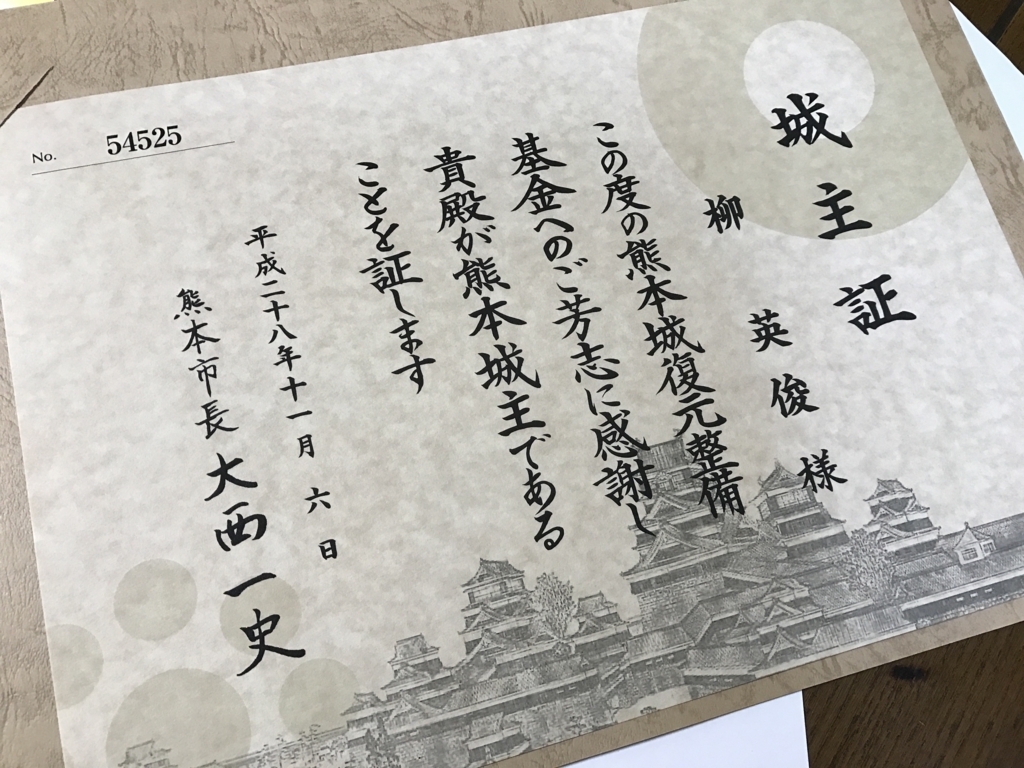 城主証
柳 英俊様
この度の熊本城復元整備
基金へのご芳志に感謝し
貴殿が熊本城主である
ことを証します
平成二十八年十一月 六 日
熊本市長 大西一史
No. 54525